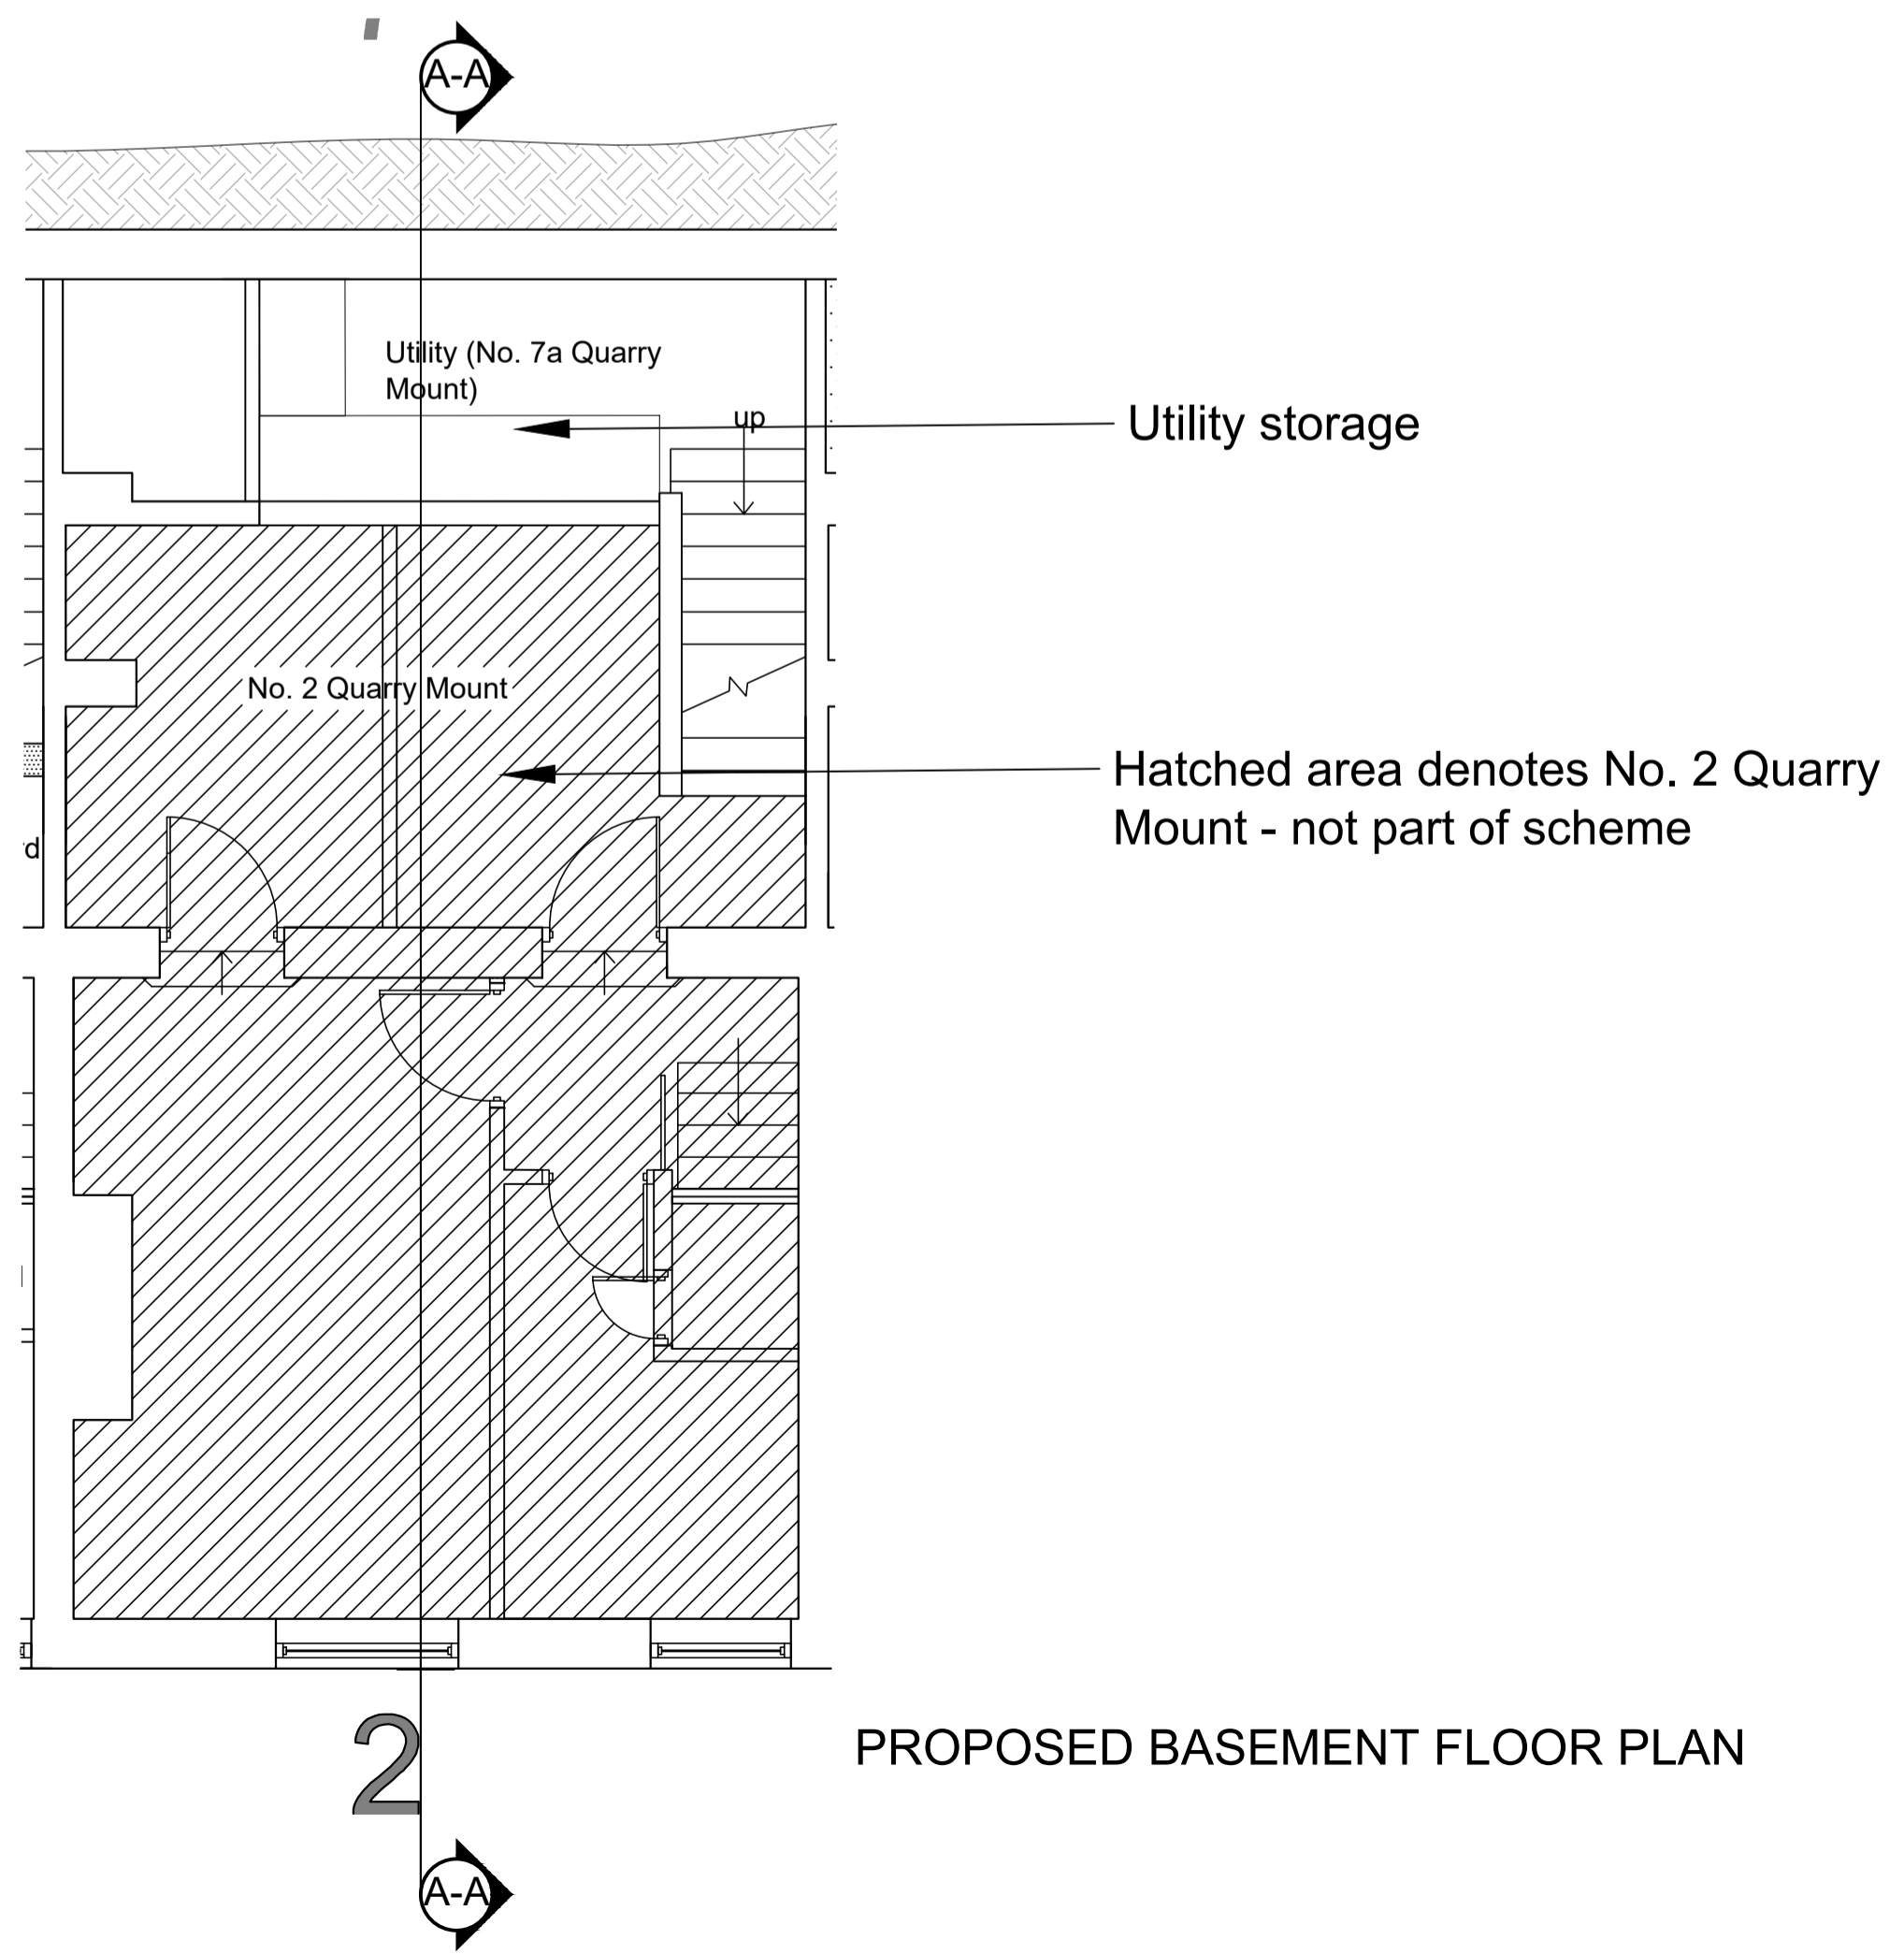 A-A
Utility (No. 7a Quarry
Mount)
up
Utility storage
No. 2 Quarry Mount
Hatched area denotes No. 2 Quarry
Mount - not part of scheme
d
2
PROPOSED BASEMENT FLOOR PLAN
A-A